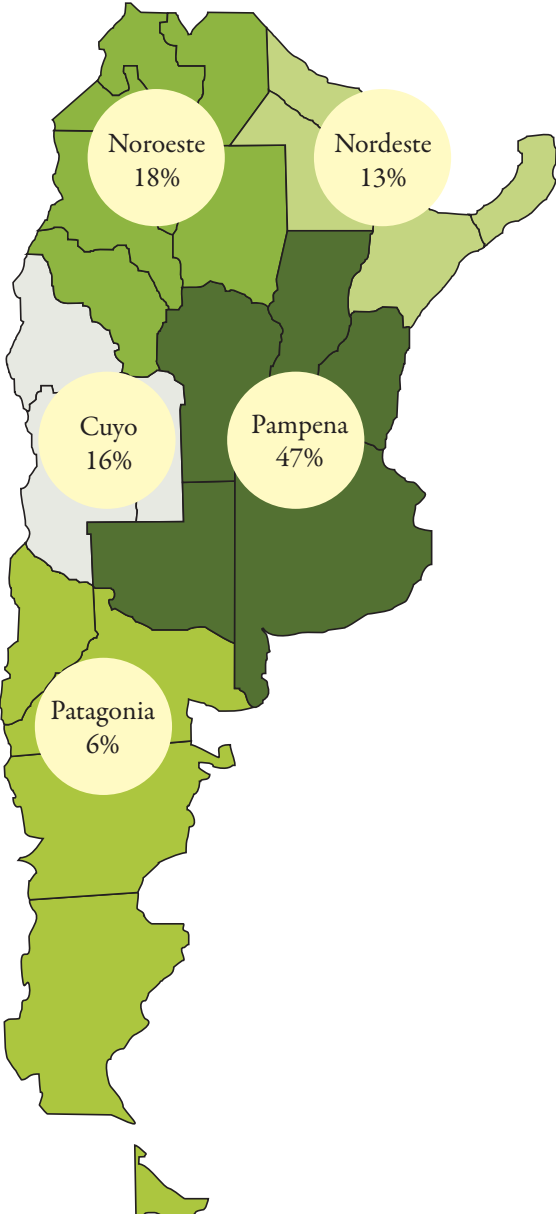 Noroeste
18%
Nordeste
13%
Cuyo
16%
Pampena
47%
Patagonia
6%